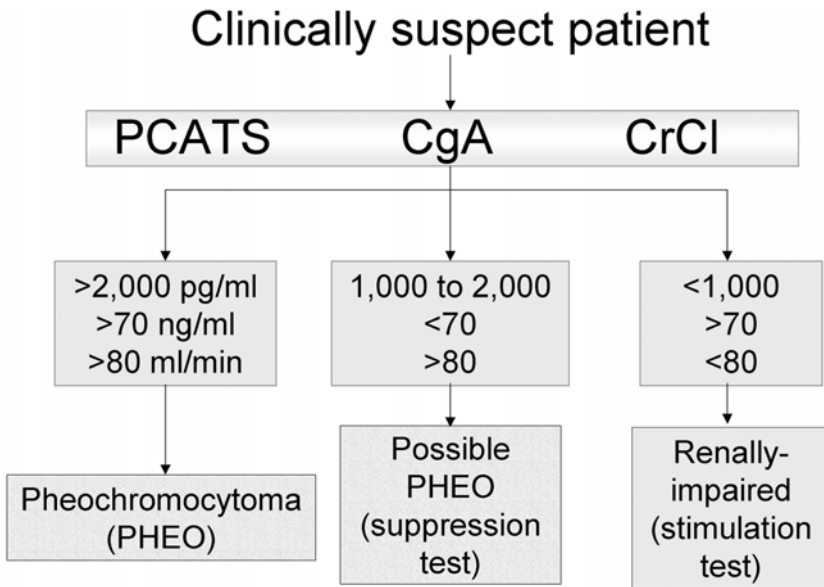 Clinically suspect patient
PCATS CgA CrCl
>2,000 pg/ml
>70 ng/ml
>80 ml/min
1,000 to 2,000
<70
>80
<1,000
>70
<80
Pheochromocytoma
(PHEO)
Possible
PHEO
(suppression
test)
Renally-
impaired
(stimulation
test)